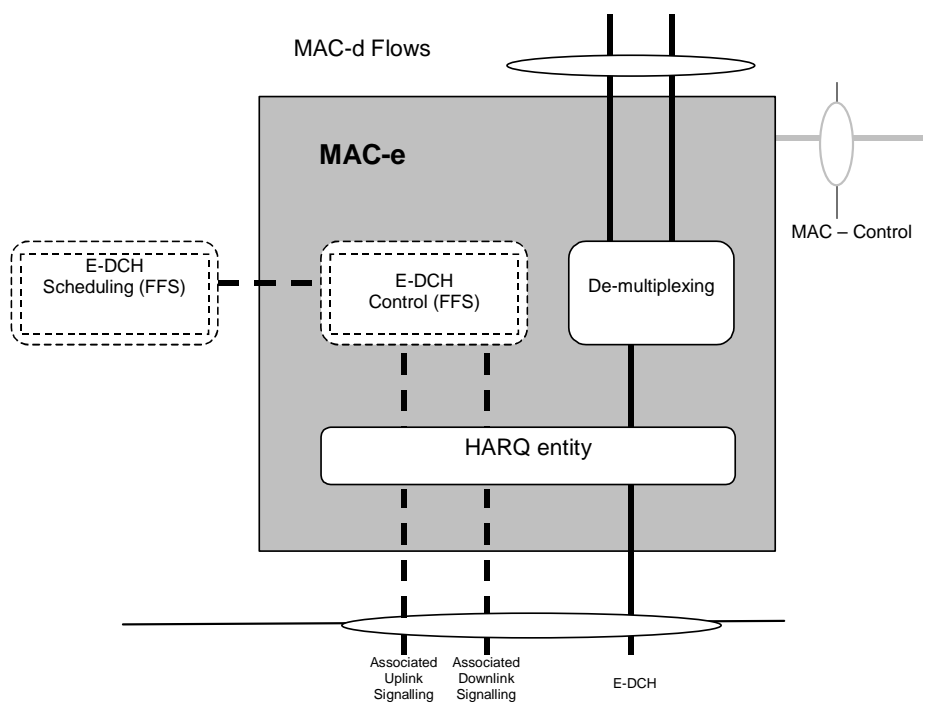 MAC-d Flows
MAC-e
MAC – Control
E-DCH
Scheduling (FFS)
E-DCH
Control (FFS)
De-multiplexing
HARQ entity
Associated
Uplink
Signalling
Associated
Downlink
Signalling
E-DCH